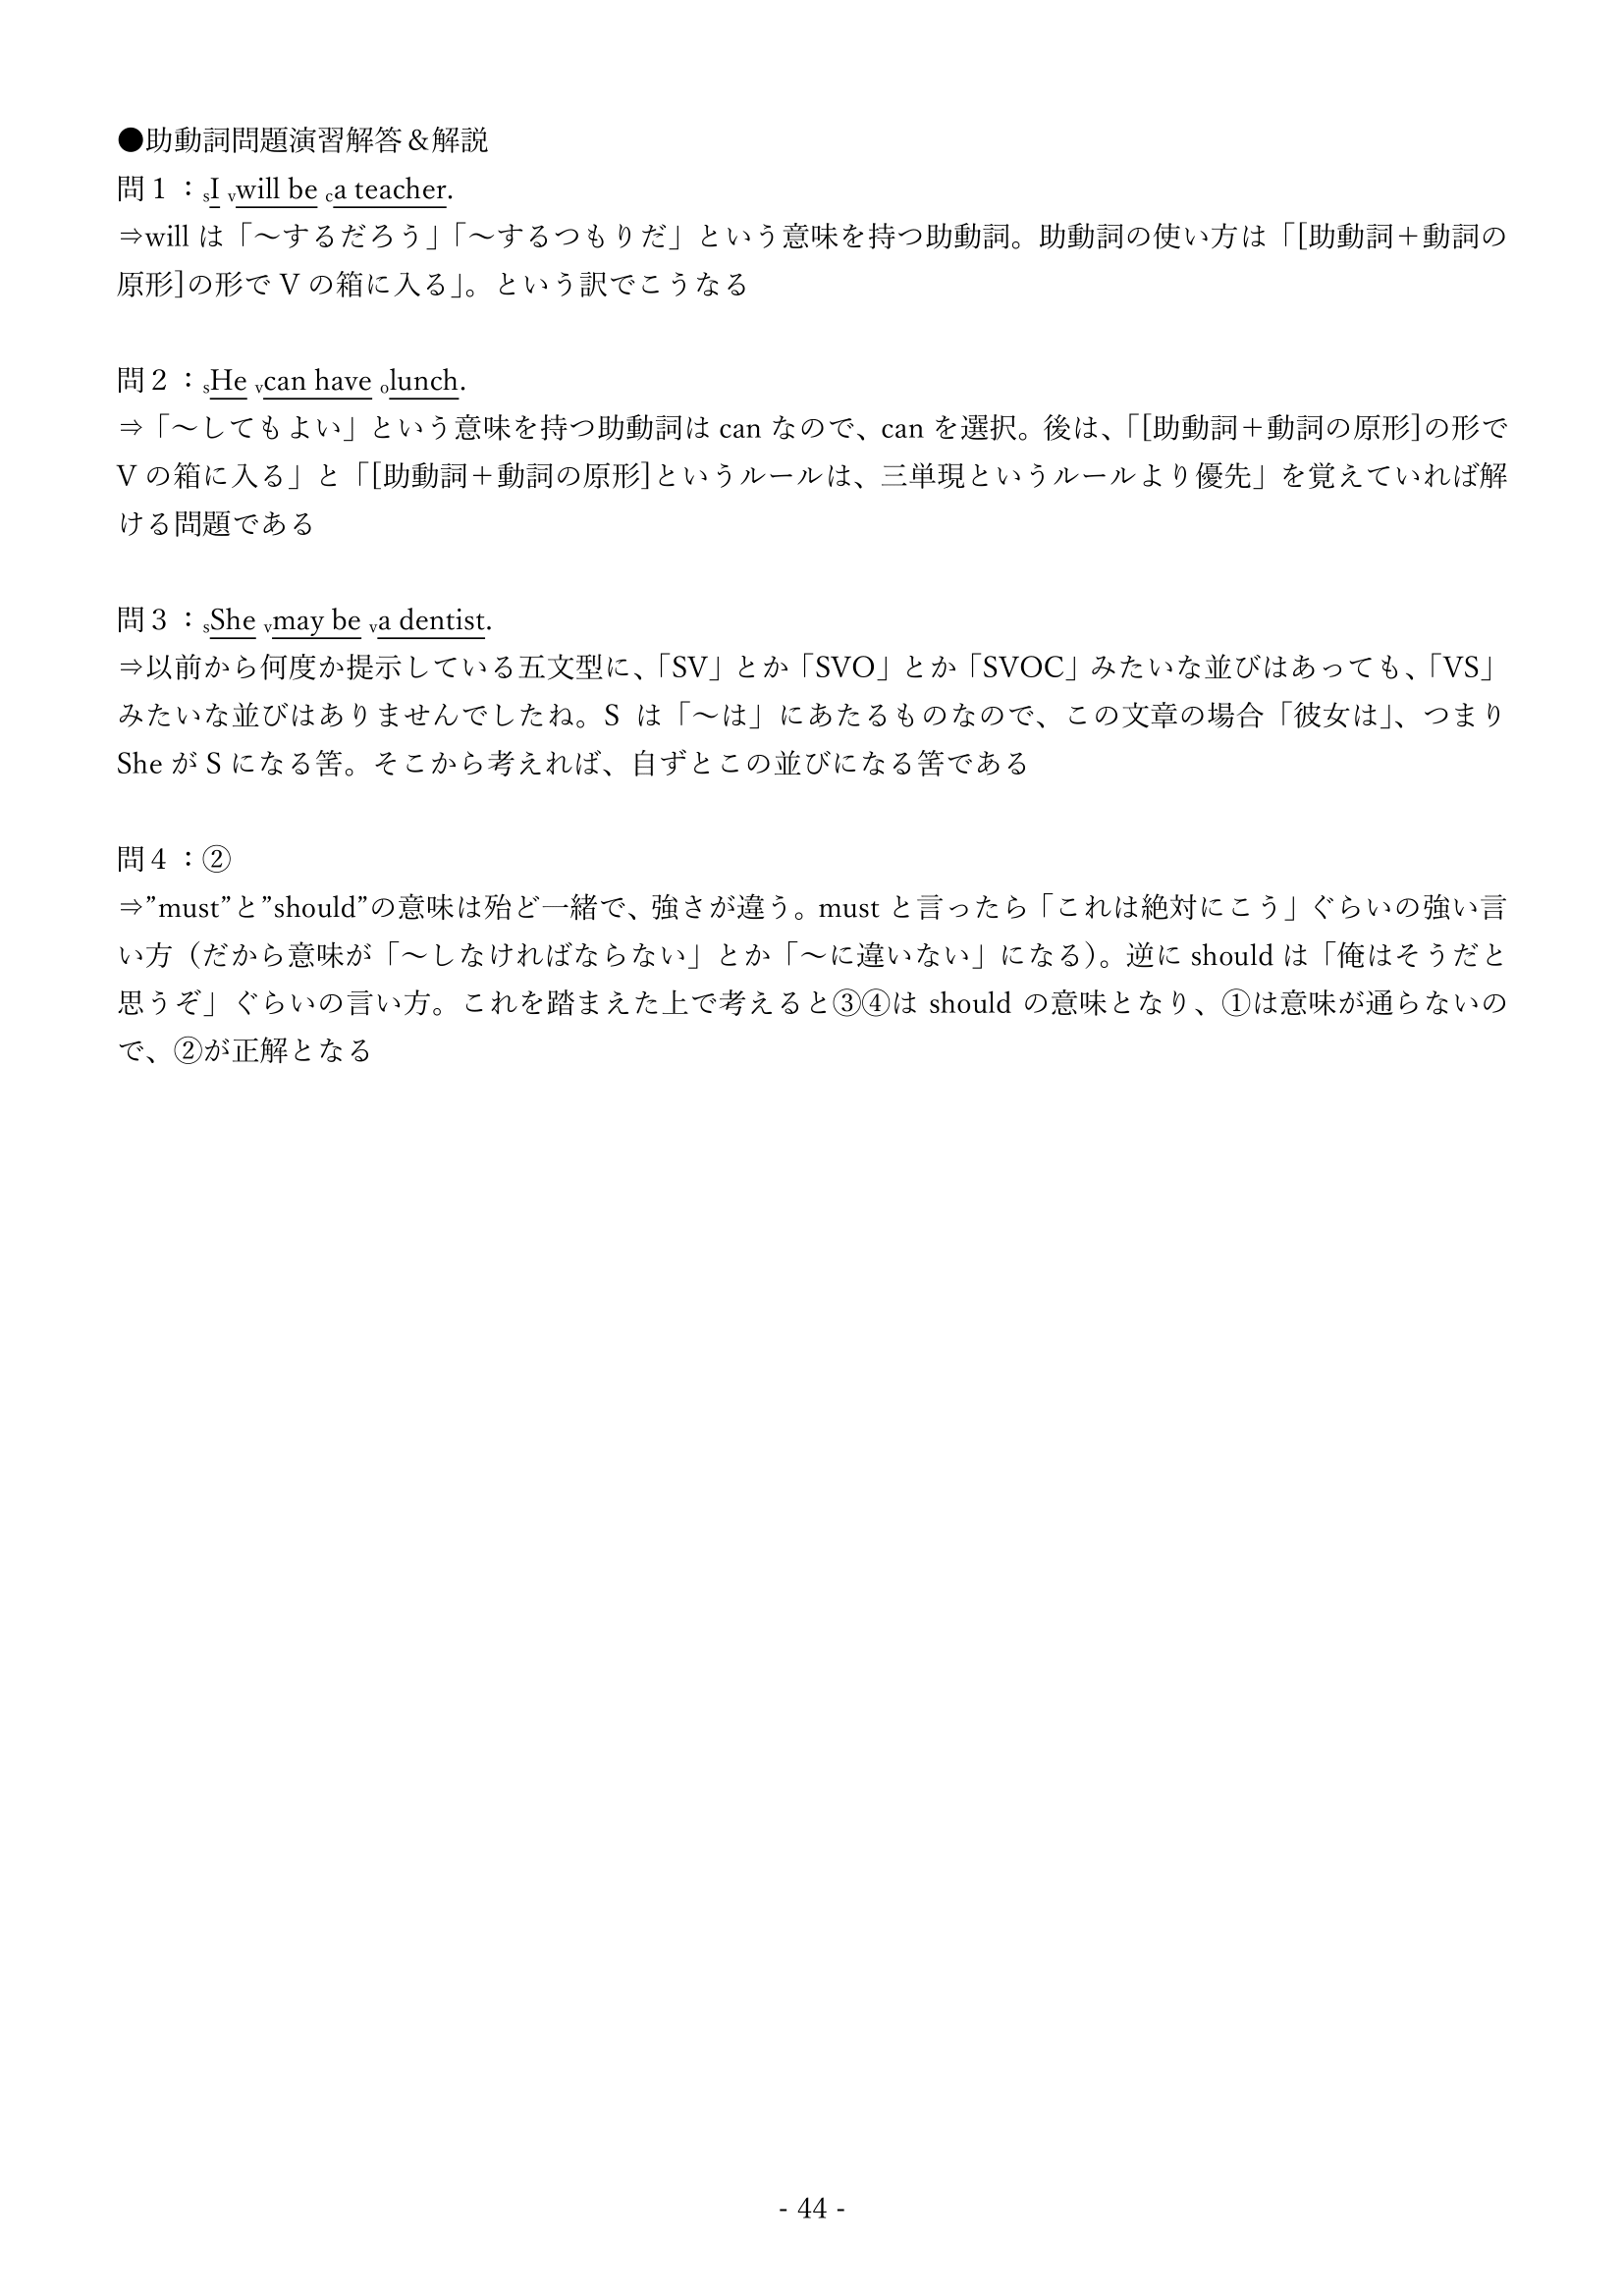 ●助動詞問題演習解答＆解説
問１：sI vwill be ca teacher.
⇒will は「～するだろう」「～するつもりだ」という意味を持つ助動詞。助動詞の使い方は「[助動詞＋動詞の
原形]の形で V の箱に入る」。という訳でこうなる
問２：sHe vcan have olunch.
⇒「～してもよい」という意味を持つ助動詞は can なので、can を選択。後は、「[助動詞＋動詞の原形]の形で
V の箱に入る」と「[助動詞＋動詞の原形]というルールは、三単現というルールより優先」を覚えていれば解
ける問題である
問３：sShe vmay be va dentist.
⇒以前から何度か提示している五文型に、「SV」とか「SVO」とか「SVOC」みたいな並びはあっても、「VS」
みたいな並びはありませんでしたね。S は「～は」にあたるものなので、この文章の場合「彼女は」、つまり
She が S になる筈。そこから考えれば、自ずとこの並びになる筈である
問４：②
⇒”must”と”should”の意味は殆ど一緒で、強さが違う。must と言ったら「これは絶対にこう」ぐらいの強い言
い方（だから意味が「～しなければならない」とか「～に違いない」になる）。逆に should は「俺はそうだと
思うぞ」ぐらいの言い方。これを踏まえた上で考えると③④は should の意味となり、①は意味が通らないの
で、②が正解となる
- 44 -